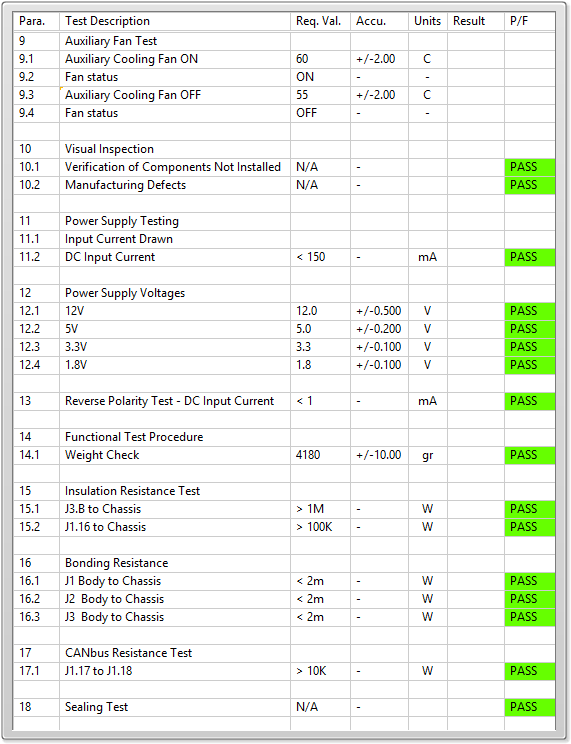 Para. Test Description Req. Val. Accu. Units Result P/F
9 Auxiliary Fan Test
9.1 Auxiliary Cooling Fan ON 60 +/-2.00 C
9.2 Fan status ON - -
9.3 Auxiliary Cooling Fan OFF 55 +/-2.00 C
9.4 Fan status OFF - -
10 Visual Inspection
10.1 Verification of Components Not Installed N/A - PASS
10.2 Manufacturing Defects N/A - PASS
11 Power Supply Testing
11.1 Input Current Drawn
11.2 DC Input Current < 150 - mA PASS
12 Power Supply Voltages
12.1 12V 12.0 +/-0.500 V PASS
12.2 5V 5.0 +/-0.200 V PASS
12.3 3.3V 3.3 +/-0.100 V PASS
12.4 1.8V 1.8 +/-0.100 V PASS
13 Reverse Polarity Test - DC Input Current < 1 - mA PASS
14 Functional Test Procedure
14.1 Weight Check 4180 +/-10.00 gr PASS
15 Insulation Resistance Test
15.1 J3.B to Chassis > 1M - W PASS
15.2 J1.16 to Chassis > 100K - W PASS
16 Bonding Resistance
16.1 J1 Body to Chassis < 2m - W PASS
16.2 J2 Body to Chassis < 2m - W PASS
16.3 J3 Body to Chassis < 2m - W PASS
17 CANbus Resistance Test
17.1 J1.17 to J1.18 > 10K - W PASS
18 Sealing Test N/A - PASS